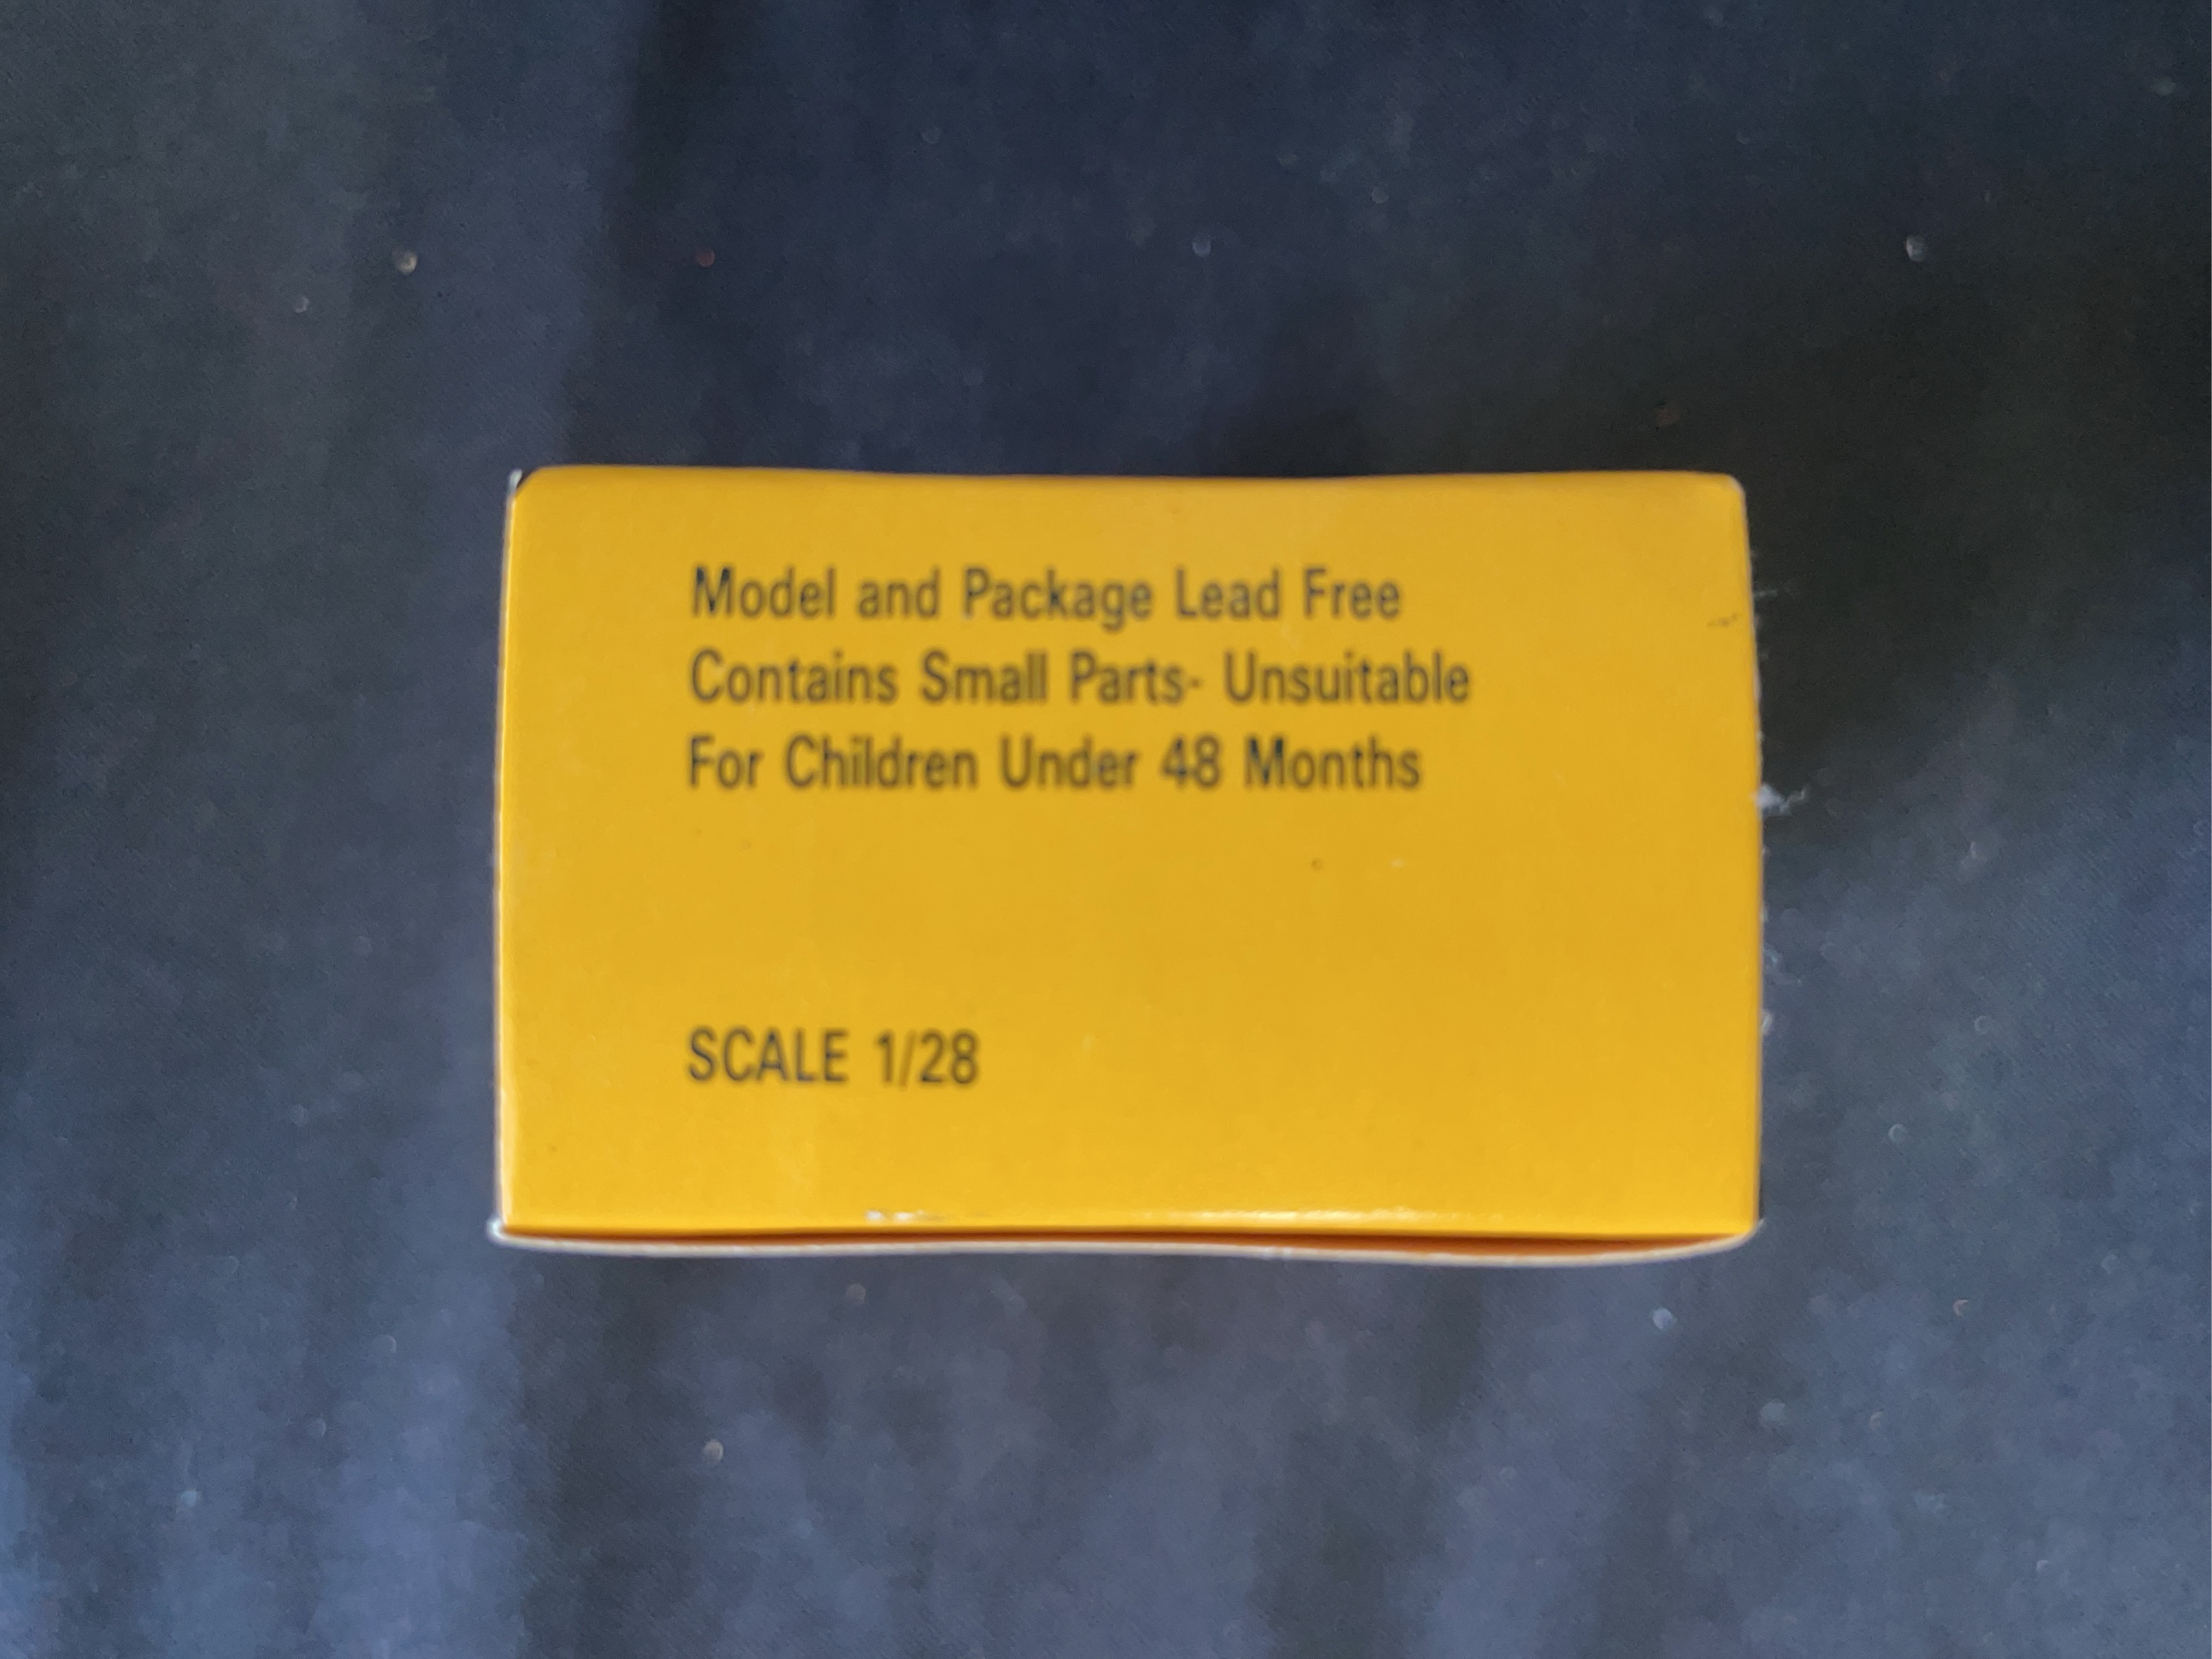 Model and Package Lead Free
Contains Small Parts- Unsuitable
For Children Under 48 Months
SCALE 1/28